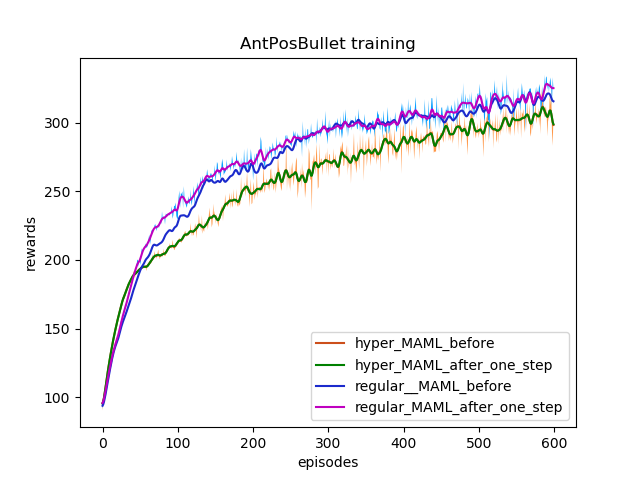 AntPosBullet training
rewards
300
250
200
150
100
hyper_MAML_before
hyper_MAML_after_one_step
regular__MAML_before
regular_MAML_after_one_step
0 100 200 300 400 500 600
episodes